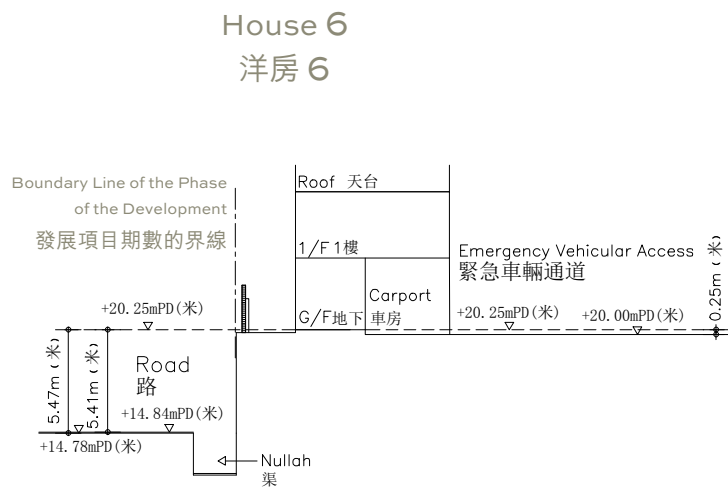 House 6
洋房 6
Boundary Line of the Phase
of the Development
發展項目期數的界線
Roof 天台
1/F 1樓
G/F地下
Carport
車房
Emergency Vehicular Access
緊急車輛通道
+20.25mPD(米)
+20.25mPD(米)
+20.00mPD(米)
0.25m (米)
5.47m (米)
5.41m (米)
Road
路
+14.84mPD(米)
+14.78mPD(米)
Nullah
渠